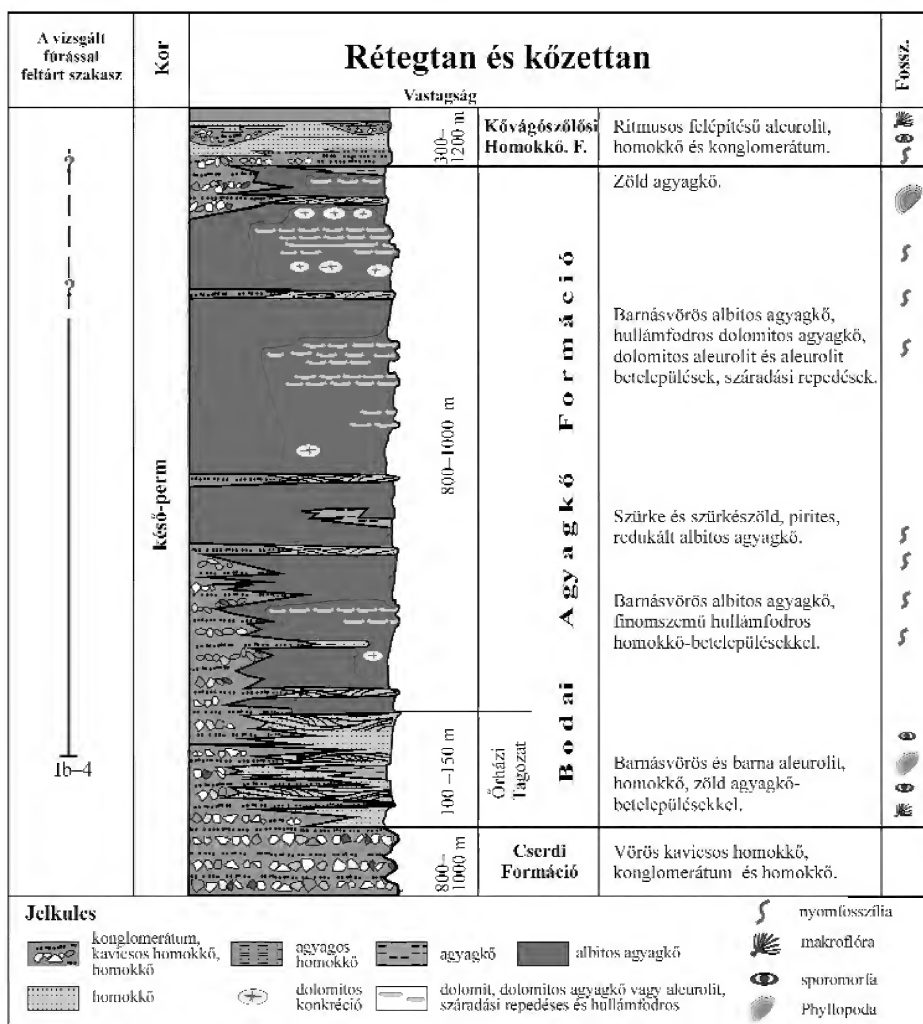 A vizsgált
fúrással
feltárt szakasz
Kor
Rétegtan és kőzettan
Vastagság
Fossz.
300–
1200 m
Kővágószőlősi
Homokkő. F.
Ritmusos felépítésű aleurolit,
homokkő és konglomerátum.
?
?
Ib–4
késő-perm
800–1000 m
Bodai Agyagkő Formáció
Zöld agyagkő.
Barnásvörös albitos agyagkő,
hullámfodros dolomitos agyagkő,
dolomitos aleurolit és aleurolit
betelepülések, száradási repedések.
Szürke és szürkészöld, pirites,
redukált albitos agyagkő.
Barnásvörös albitos agyagkő,
finomszemű hullámfodros
homokkő-betelepülésekkel.
100–150 m
Őrházi
Tagozat
Barnásvörös és barna aleurolit,
homokkő, zöld agyagkő-
betelepülésekkel.
800–
1000 m
Cserdi
Formáció
Vörös kavicsos homokkő,
konglomerátum és homokkő.
Jelkulcs
konglomerátum,
kavicsos homokkő,
homokkő
agyagos
homokkő
agyagkő
albitos agyagkő
homokkő
dolomitos
konkréció
dolomit, dolomitos agyagkő vagy aleurolit,
száradási repedéses és hullámfodros
nyomfosszília
makroflóra
sporomorfa
Phyllopoda